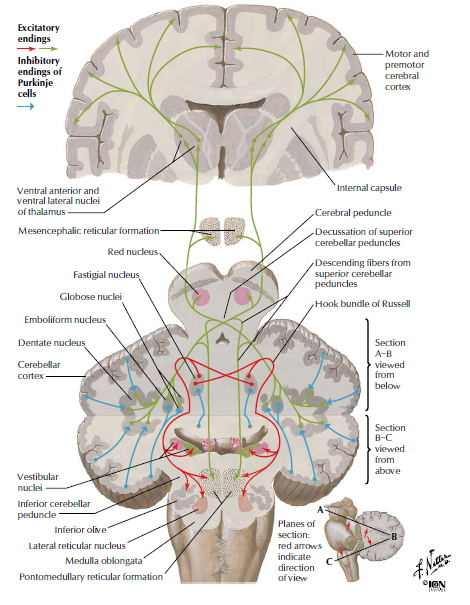 Excitatory
endings
Inhibitory
endings of
Purkinje
cells
Motor and
premotor
cerebral
cortex
Ventral anterior and
ventral lateral nuclei
of thalamus
Internal capsule
Mesencephalic reticular formation
Cerebral peduncle
Red nucleus
Decussation of superior
cerebellar peduncles
Fastigial nucleus
Descending fibers from
superior cerebellar
peduncles
Globose nuclei
Hook bundle of Russell
Emboliform nucleus
Dentate nucleus
Cerebellar
cortex
Section
A–B
viewed
from
below
Section
B–C
viewed
from
above
Vestibular
nuclei
Inferior cerebellar
peduncle
Inferior olive
Lateral reticular nucleus
Medulla oblongata
Pontomedullary reticular formation
Planes of
section:
red arrows
indicate
direction
of view
A
B
C
F. Netter
M.D.
©ICON